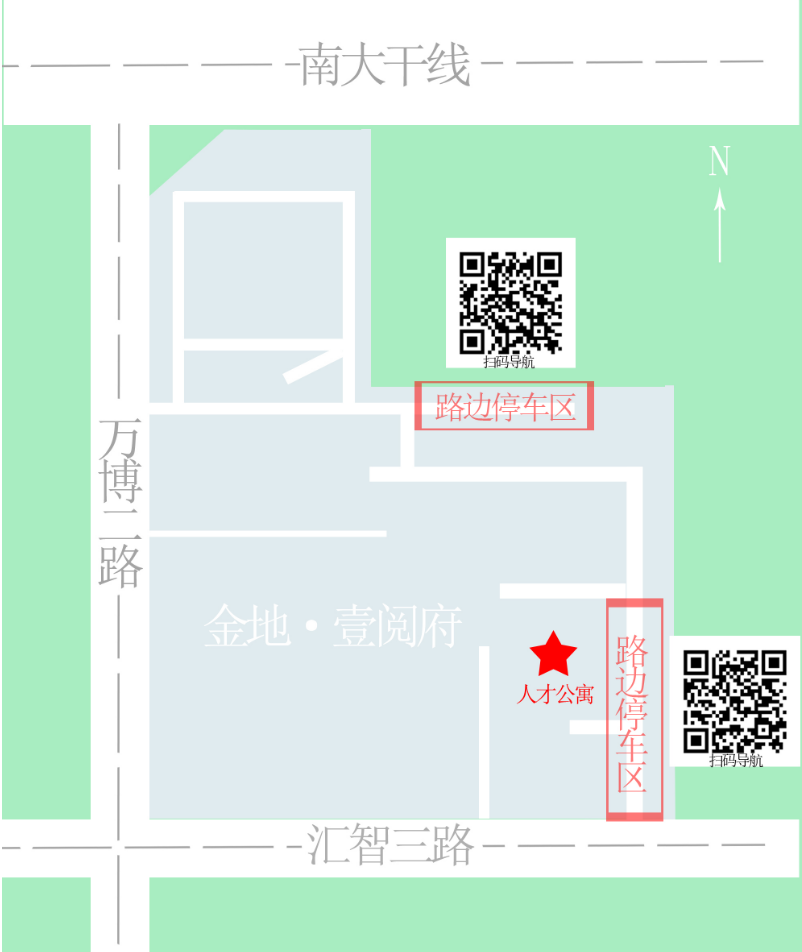 南大干线
N
扫码导航
路边停车区
万博二路
金地·壹阅府
路边停车区
人才公寓
扫码导航
汇智三路